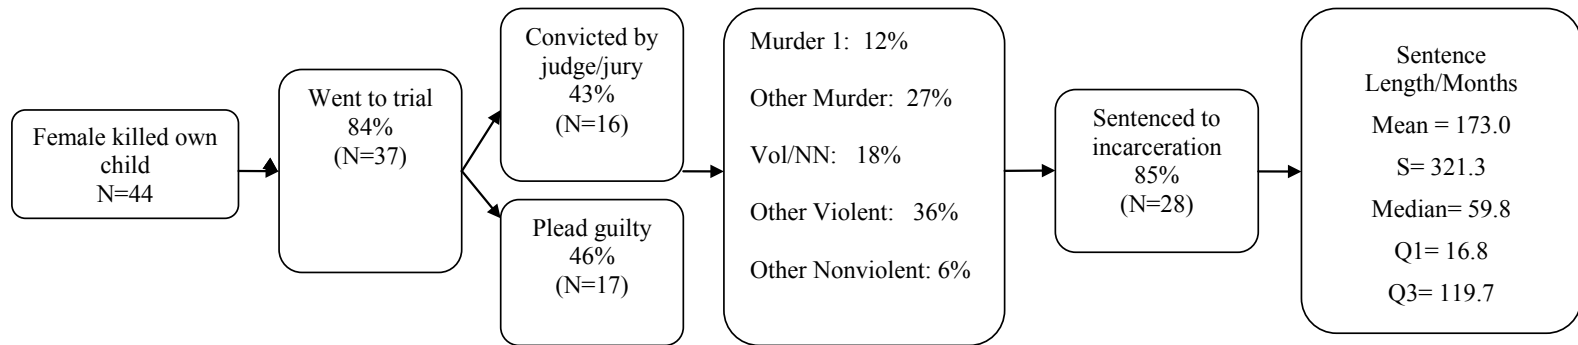 Female killed own
child
N=44
Went to trial
84%
(N=37)
Convicted by
judge/jury
43%
(N=16)
Plead guilty
46%
(N=17)
Murder 1: 12%
Other Murder: 27%
Vol/NN: 18%
Other Violent: 36%
Other Nonviolent: 6%
Sentenced to
incarceration
85%
(N=28)
Sentence
Length/Months
Mean = 173.0
S= 321.3
Median= 59.8
Q1= 16.8
Q3= 119.7